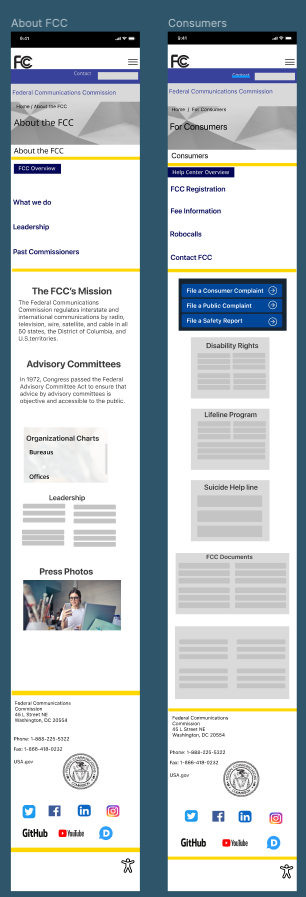 About FCC
9:41
FCC
Contact
Federal Communications Commission
Home / About the FCC
About the FCC
About the FCC
FCC Overview
What we do
Leadership
Past Commissioners
The FCC's Mission
The Federal Communications
Commission regulates interstate and
international communications by radio,
television, wire, satellite, and cable in all
50 states, the District of Columbia, and
U.S.territories.
Advisory Committees
In 1972, Congress passed the Federal
Advisory Committee Act to ensure that
advice by advisory committees is
objective and accessible to the public.
Organizational Charts
Bureaus
Offices
Leadership
Press Photos
Federal Communications
Commission
45 L Street NE
Washington, DC 20554
Phone: 1-888-225-5322
Fax: 1-866-418-0232
USA.gov
GitHub
YouTube
Consumers
9:41
FCC
Contact
Federal Communications Commission
Home / For Consumers
For Consumers
Consumers
Help Center Overview
FCC Registration
Fee Information
Robocalls
Contact FCC
File a Consumer Complaint
File a Public Complaint
File a Safety Report
Disability Rights
Lifeline Program
Suicide Help line
FCC Documents
Federal Communications
Commission
45 L Street NE
Washington, DC 20554
Phone: 1-888-225-5322
Fax: 1-866-418-0232
USA.gov
GitHub
YouTube